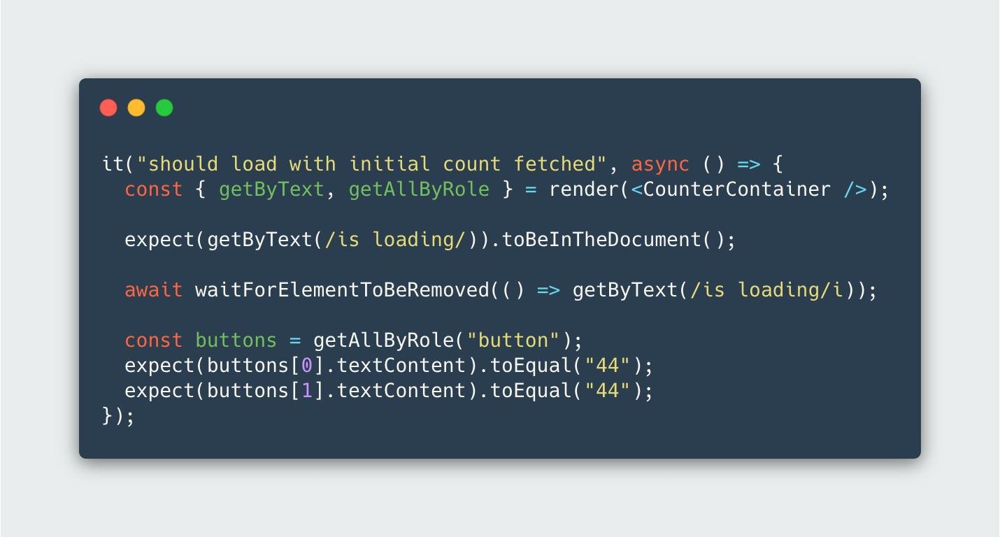 it("should load with initial count fetched", async () => {
  const { getByText, getAllByRole } = render(<CounterContainer />);
  expect(getByText(/is loading/)).toBeInTheDocument();
  await waitForElementToBeRemoved(() => getByText(/is loading/i));
  const buttons = getAllByRole("button");
  expect(buttons[0].textContent).toEqual("44");
  expect(buttons[1].textContent).toEqual("44");
});